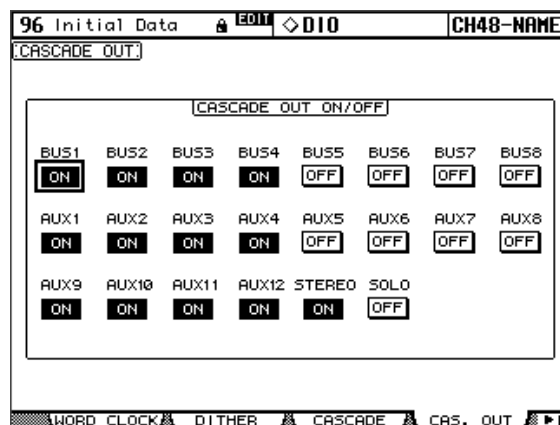 96 Initial Data EDIT ◇DIO CH48-NAME
CASCADE OUT
CASCADE OUT ON/OFF
BUS1 BUS2 BUS3 BUS4 BUS5 BUS6 BUS7 BUS8
ON ON ON ON OFF OFF OFF OFF
AUX1 AUX2 AUX3 AUX4 AUX5 AUX6 AUX7 AUX8
ON ON ON ON OFF OFF OFF OFF
AUX9 AUX10 AUX11 AUX12 STEREO SOLO
ON ON ON ON ON OFF
WORD CLOCK DITHER CASCADE CAS. OUT